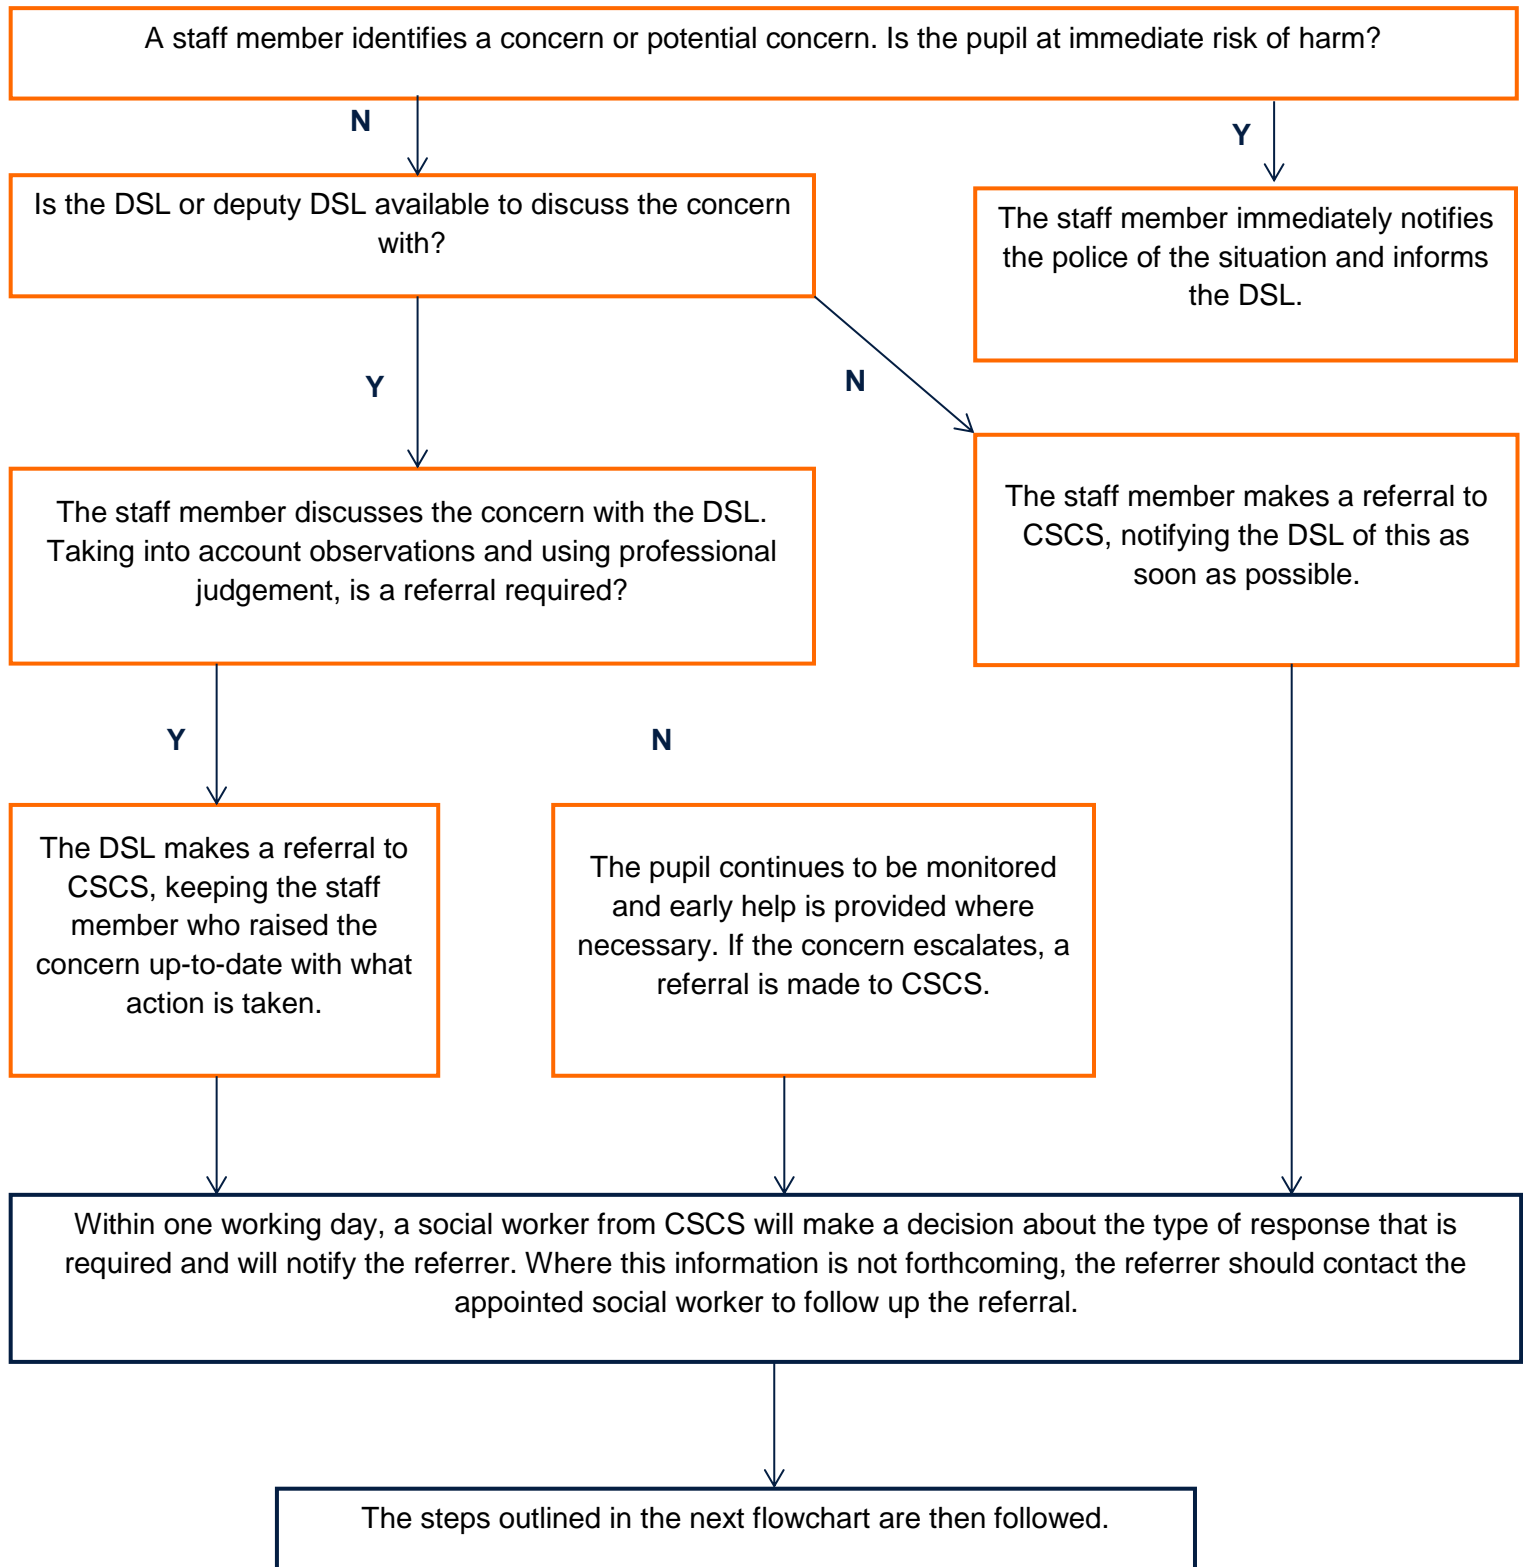 A staff member identifies a concern or potential concern. Is the pupil at immediate risk of harm?
N
Y
Is the DSL or deputy DSL available to discuss the concern
with?
The staff member immediately notifies
the police of the situation and informs
the DSL.
Y
N
The staff member discusses the concern with the DSL.
Taking into account observations and using professional
judgement, is a referral required?
The staff member makes a referral to
CSCS, notifying the DSL of this as
soon as possible.
Y
N
The DSL makes a referral to
CSCS, keeping the staff
member who raised the
concern up-to-date with what
action is taken.
The pupil continues to be monitored
and early help is provided where
necessary. If the concern escalates, a
referral is made to CSCS.
Within one working day, a social worker from CSCS will make a decision about the type of response that is
required and will notify the referrer. Where this information is not forthcoming, the referrer should contact the
appointed social worker to follow up the referral.
The steps outlined in the next flowchart are then followed.